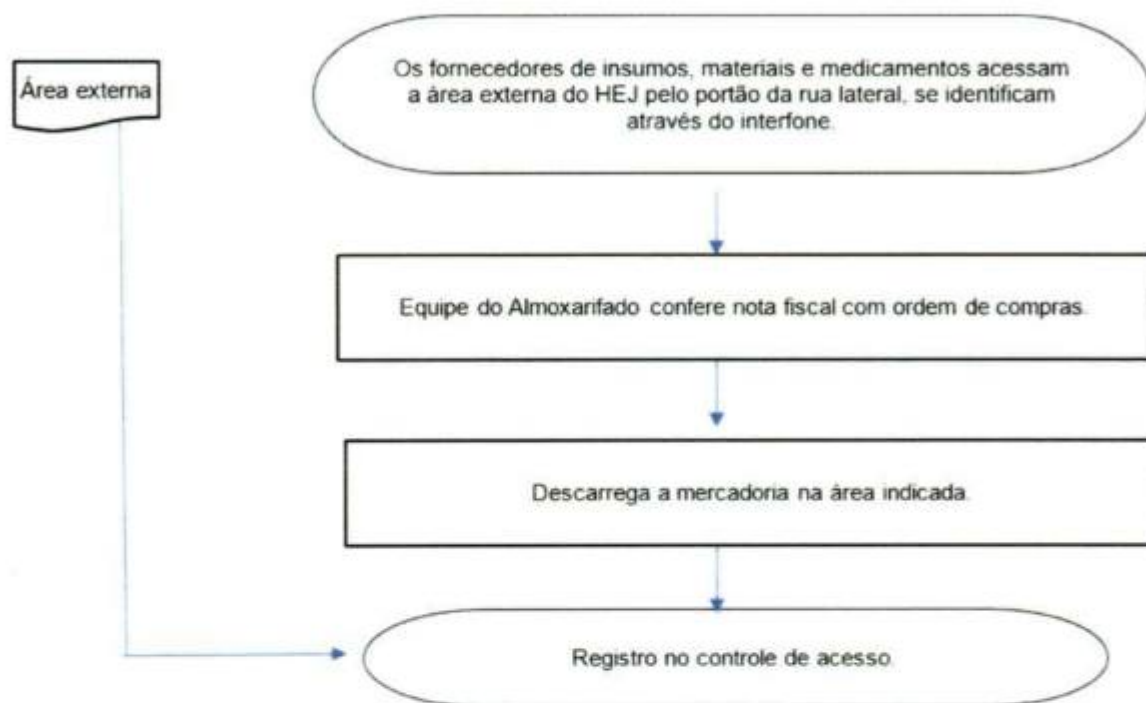 Área externa
Os fornecedores de insumos, materiais e medicamentos acessam
a área externa do HEJ pelo portão da rua lateral, se identificam
através do interfone.
Equipe do Almoxarifado confere nota fiscal com ordem de compras.
Descarrega a mercadoria na área indicada.
Registro no controle de acesso.